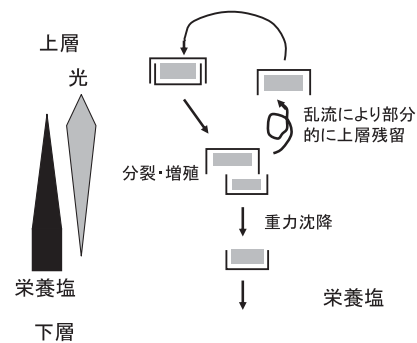 上層
光
乱流により部分
的に上層残留
分裂・増殖
重力沈降
栄養塩
栄養塩
下層